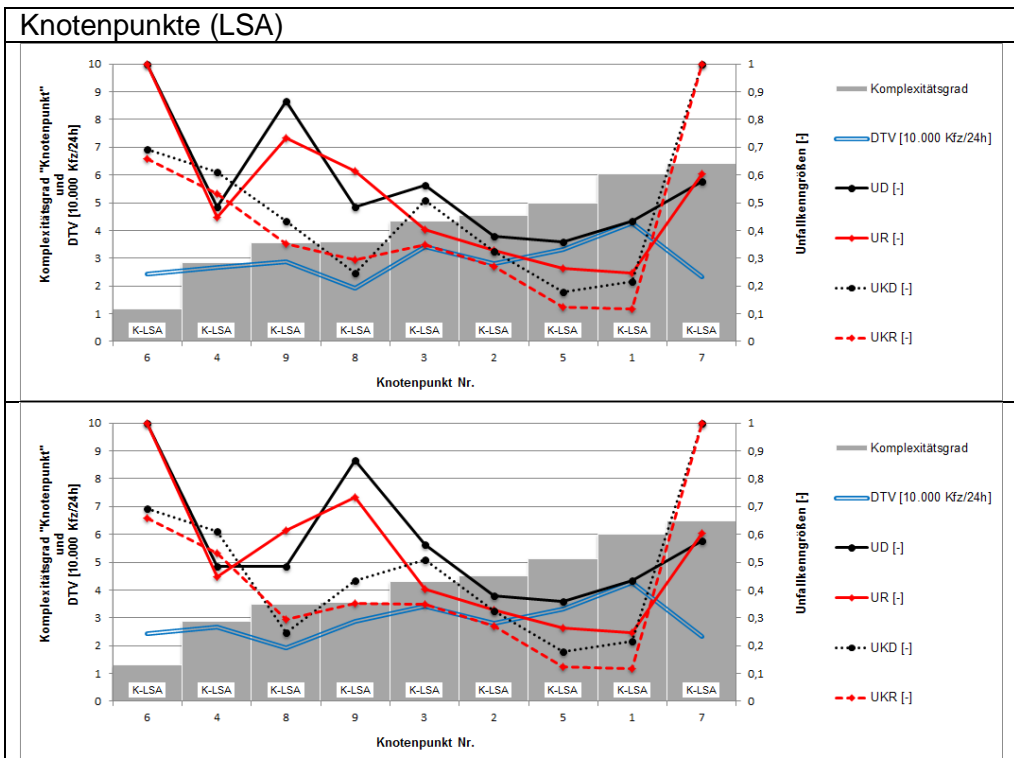 Knotenpunkte (LSA)
Komplexitätsgrad "Knotenpunkt"
und
DTV [10.000 Kfz/24h]
10
9
8
7
6
5
4
3
2
1
0
K-LSA K-LSA K-LSA K-LSA K-LSA K-LSA K-LSA K-LSA K-LSA
6 4 9 8 3 2 5 1 7
Knotenpunkt Nr.
1
0,9
0,8
0,7
0,6
0,5
0,4
0,3
0,2
0,1
0
Unfallkenngrößen [-]
Komplexitätsgrad
DTV [10.000 Kfz/24h]
UD [-]
UR [-]
UKD [-]
UKR [-]
Komplexitätsgrad "Knotenpunkt"
und
DTV [10.000 Kfz/24h]
10
9
8
7
6
5
4
3
2
1
0
K-LSA K-LSA K-LSA K-LSA K-LSA K-LSA K-LSA K-LSA K-LSA
6 4 8 9 3 2 5 1 7
Knotenpunkt Nr.
1
0,9
0,8
0,7
0,6
0,5
0,4
0,3
0,2
0,1
0
Unfallkenngrößen [-]
Komplexitätsgrad
DTV [10.000 Kfz/24h]
UD [-]
UR [-]
UKD [-]
UKR [-]